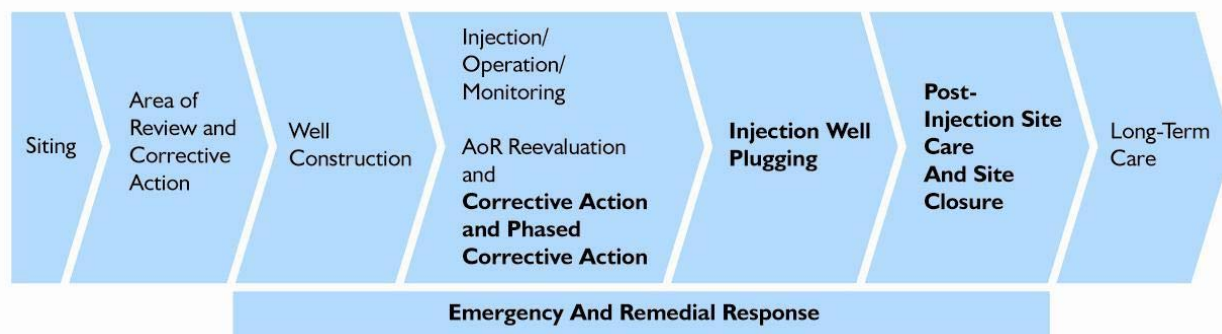 Siting
Area of
Review and
Corrective
Action
Well
Construction
Injection/
Operation/
Monitoring
AoR Reevaluation
and
Corrective Action
and Phased
Corrective Action
Injection Well
Plugging
Post-
Injection Site
Care
And Site
Closure
Long-Term
Care
Emergency And Remedial Response